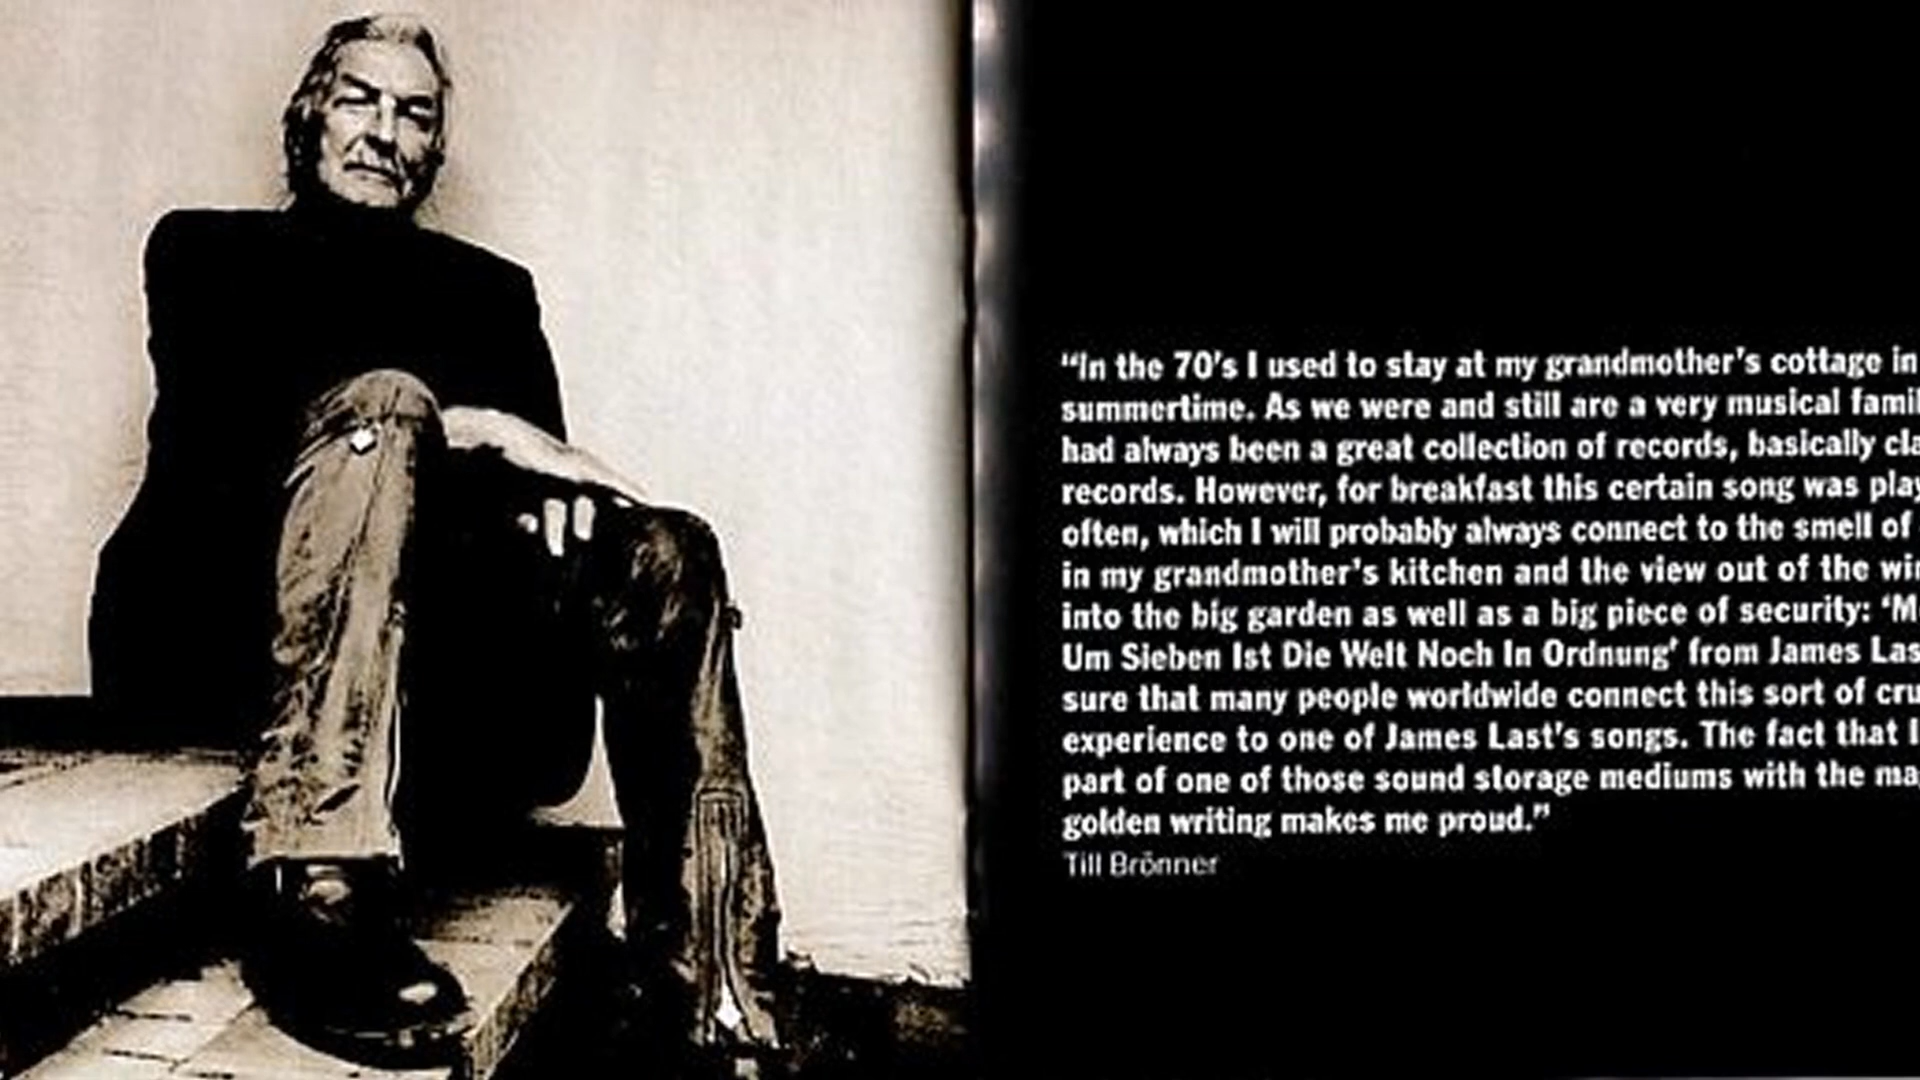 “In the 70's I used to stay at my grandmother's cottage in
summertime. As we were and still are a very musical
had always been a great collection of records, basically
records. However, for breakfast this certain song was
often, which I will probably always connect to the smell of
in my grandmother's kitchen and the view out of the
into the big garden as well as a big piece of security:
Um Sieben Ist Die Welt Noch In Ordnung' from James
sure that many people worldwide connect this sort of
experience to one of James Last's songs. The fact that I
part of one of those sound storage mediums with the
golden writing makes me proud.”
Till Brönner